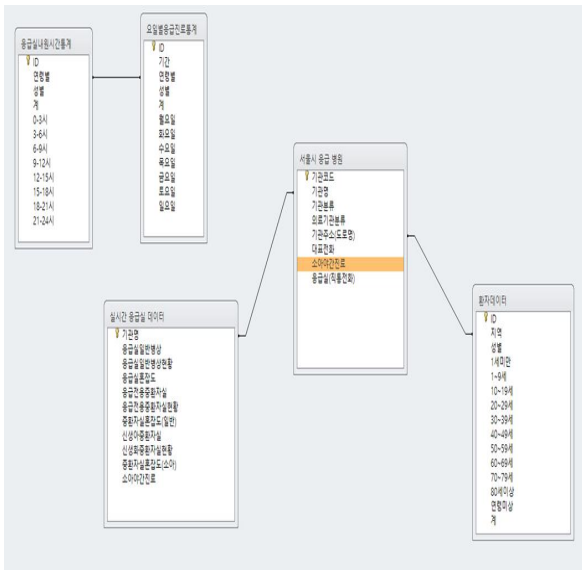 응급실내원시간통계
ID
연령별
성별
계
0-3시
3-6시
6-9시
9-12시
12-15시
15-18시
18-21시
21-24시
요일별응급진료통계
ID
기간
연령별
성별
계
월요일
화요일
수요일
목요일
금요일
토요일
일요일
서울시 응급 병원
기관코드
기관명
기관분류
의료기관분류
기관주소(도로명)
대표전화
소아야간진료
응급실(직통전화)
실시간 응급실 데이터
기관명
응급실일반병상
응급실일반병상현황
응급실혼잡도
응급전용중환자실
응급전용중환자실현황
중환자실혼잡도(일반)
신생아중환자실
신생화중환자실현황
중환자실혼잡도(소아)
소아야간진료
환자데이터
ID
지역
성별
1세미만
1~9세
10~19세
20~29세
30~39세
40~49세
50~59세
60~69세
70~79세
80세이상
연령미상
계